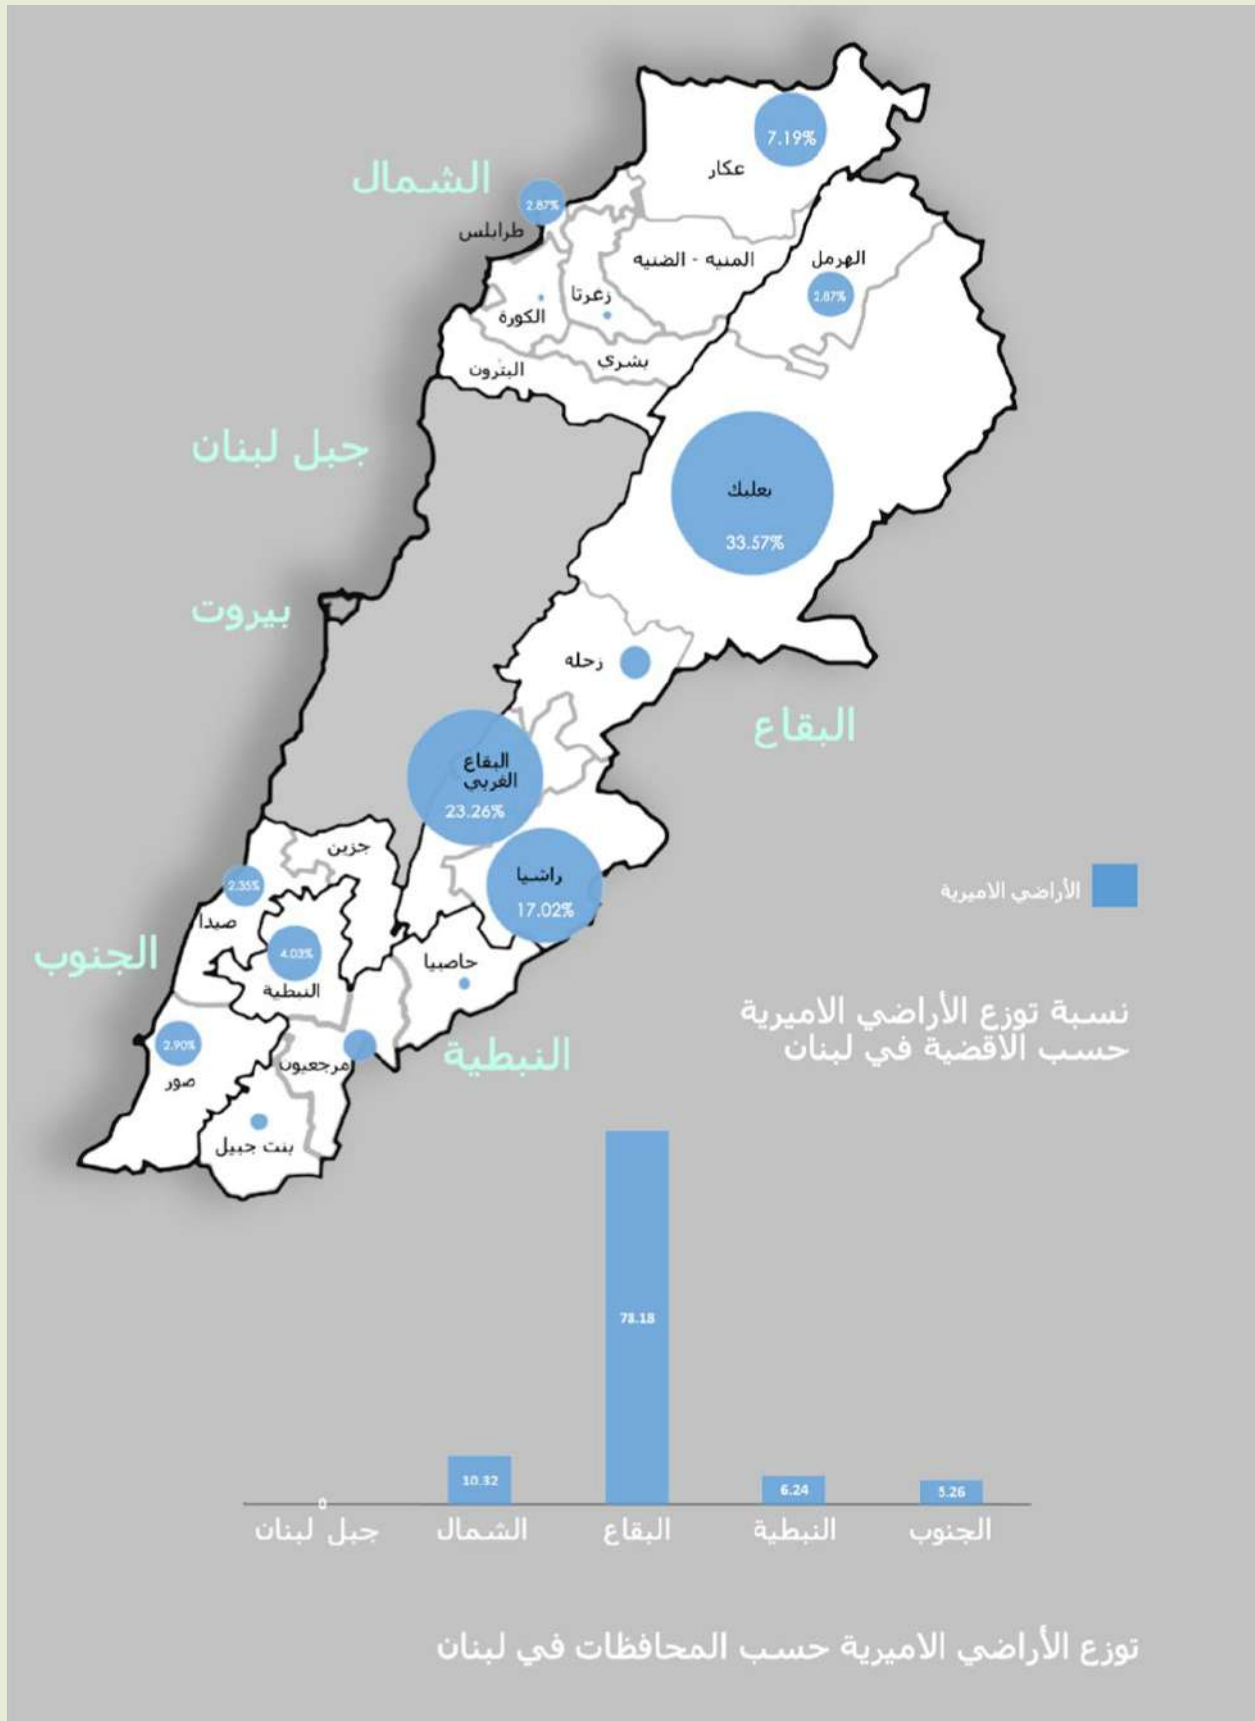 7.19%
عكار
الشمال
2.87%
طرابلس
المنيه - الضنيه
الهرمل
2.87%
زغرتا
الكورة
بشري
البترون
جبل لبنان
بعلبك
33.57%
بيروت
زحله
البقاع
البقاع
الغربي
23.26%
راشيا
17.02%
جزين
2.35%
صيدا
الجنوب
4.03%
النبطية
حاصبيا
الأراضي الاميرية
2.90%
صور
مرجعيون
النبطية
بنت جبيل
نسبة توزع الأراضي الاميرية
حسب الاقضية في لبنان
78.18
10.32
6.24
5.26
0
جبل لبنان
الشمال
البقاع
النبطية
الجنوب
توزع الأراضي الاميرية حسب المحافظات في لبنان